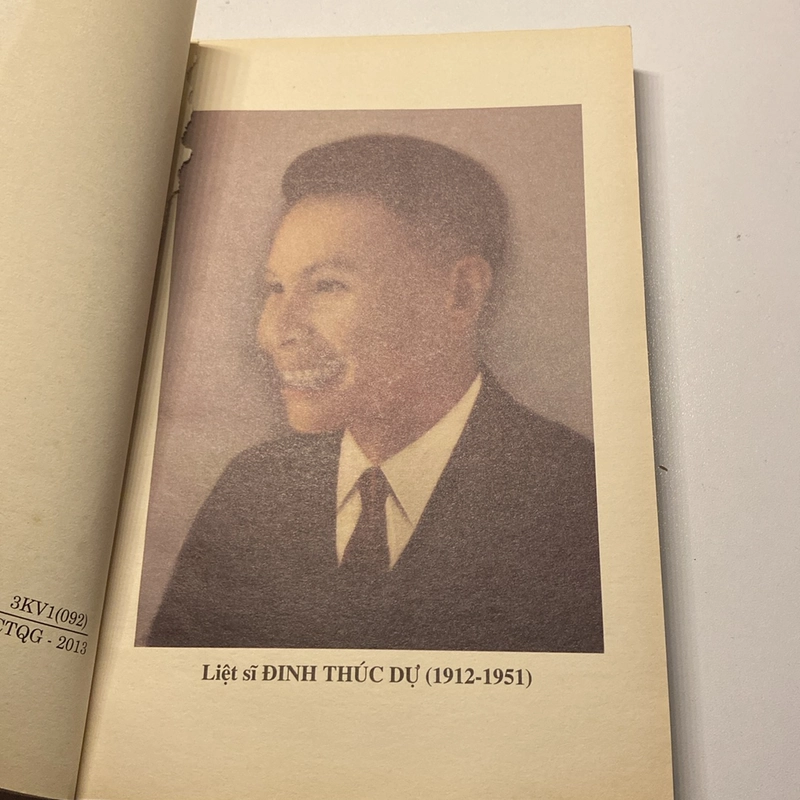 3KV1(092)
CTQG - 2013
Liệt sĩ ĐINH THÚC DỰ (1912-1951)